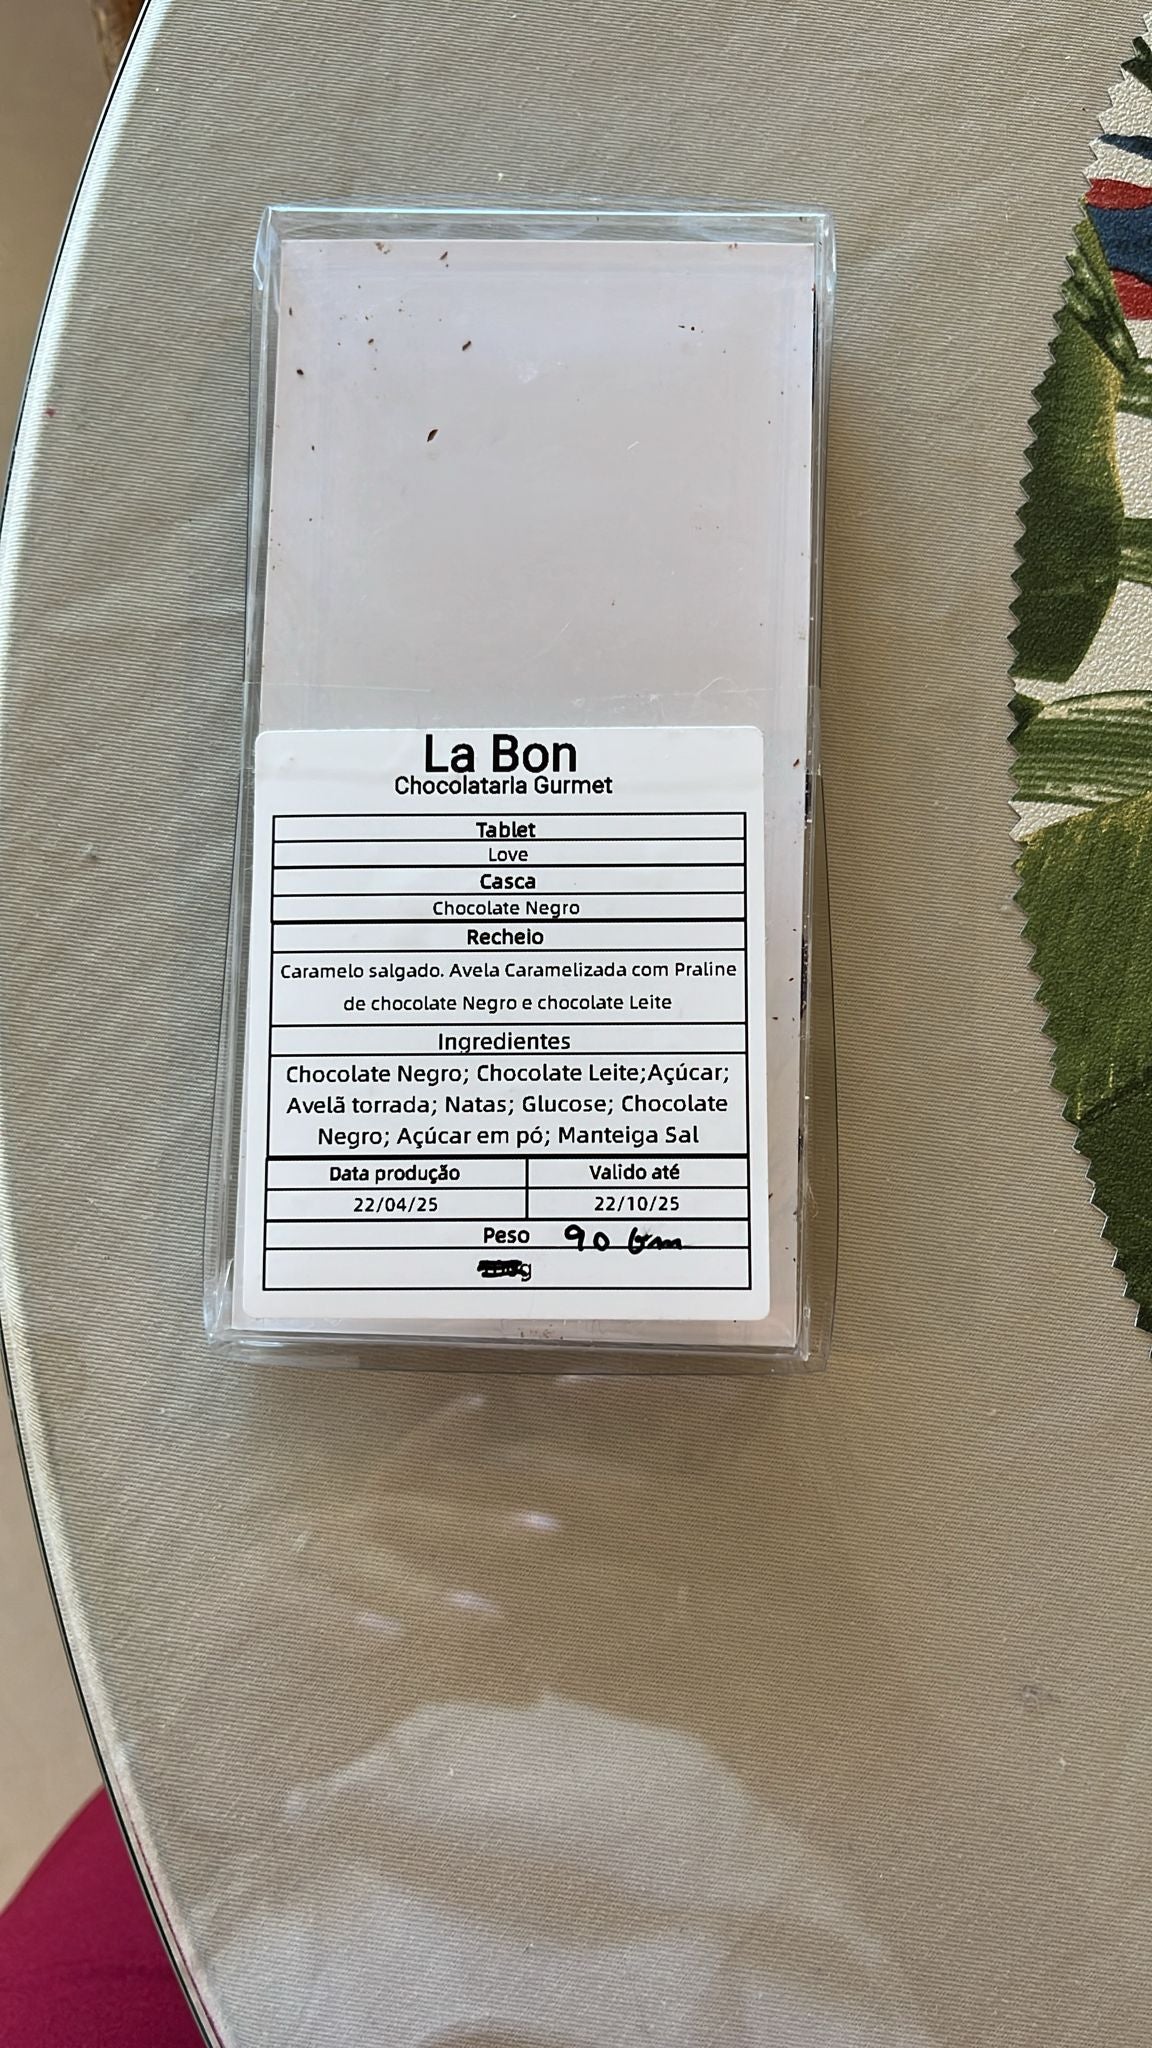 La Bon
Chocolataria Gurmet
Tablet
Love
Casca
Chocolate Negro
Recheio
Caramelo salgado. Avela Caramelizada com Praline
de chocolate Negro e chocolate Leite
Ingredientes
Chocolate Negro; Chocolate Leite;Açúcar;
Avelã torrada; Natas; Glucose; Chocolate
Negro; Açúcar em pó; Manteiga Sal
Data produção Valido até
22/04/25 22/10/25
Peso 90 Grm
g